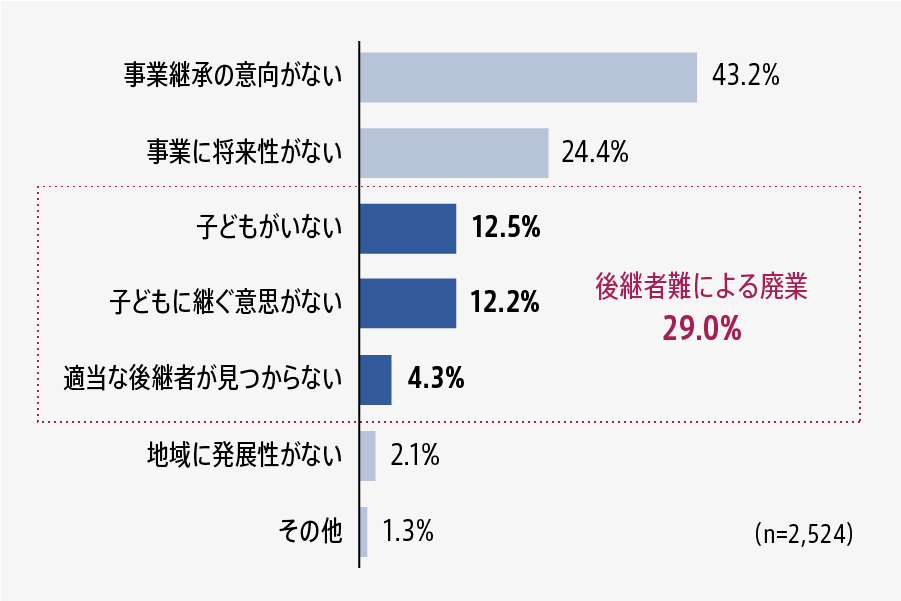 事業継承の意向がない 43.2%
事業に将来性がない 24.4%
子どもがいない 12.5%
子どもに継ぐ意思がない 12.2%
後継者難による廃業
29.0%
適当な後継者が見つからない 4.3%
地域に発展性がない 2.1%
その他 1.3%
(n=2,524)